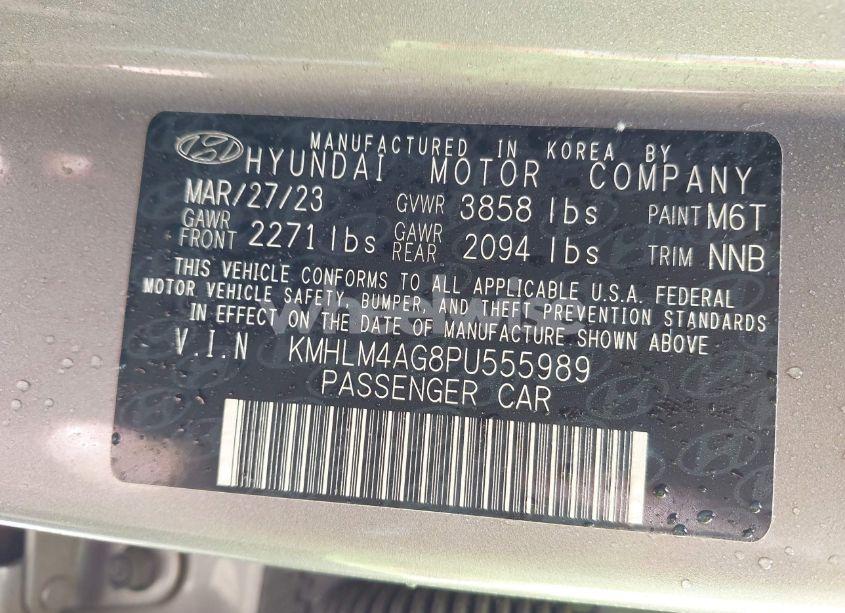 MANUFACTURED IN KOREA BY
HYUNDAI MOTOR COMPANY
MAR/27/23 GVWR 3858 lbs PAINT M6T
GAWR FRONT 2271 lbs GAWR REAR 2094 lbs TRIM NNB
THIS VEHICLE CONFORMS TO ALL APPLICABLE U.S.A. FEDERAL
MOTOR VEHICLE SAFETY, BUMPER, AND THEFT PREVENTION STANDARDS
IN EFFECT ON THE DATE OF MANUFACTURE SHOWN ABOVE
V.I.N KMHLM4AG8PU555989
PASSENGER CAR